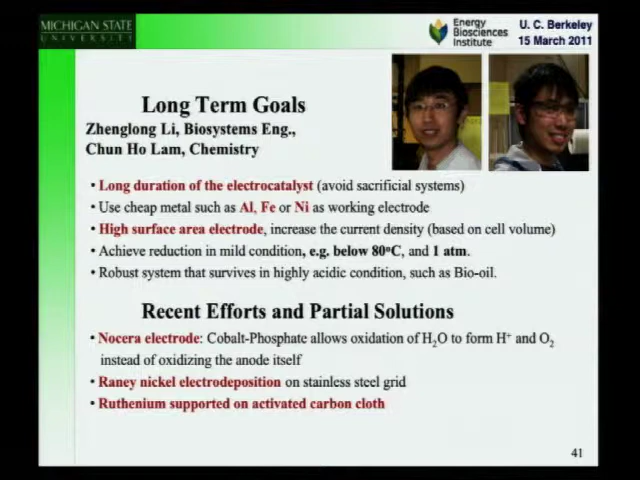 MICHIGAN STATE
UNIVERSITY
Energy
Biosciences
Institute
U. C. Berkeley
15 March 2011
Long Term Goals
Zhenglong Li, Biosystems Eng.,
Chun Ho Lam, Chemistry
• Long duration of the electrocatalyst (avoid sacrificial systems)
• Use cheap metal such as Al, Fe or Ni as working electrode
• High surface area electrode, increase the current density (based on cell volume)
• Achieve reduction in mild condition, e.g. below 80ºC, and 1 atm.
• Robust system that survives in highly acidic condition, such as Bio-oil.
Recent Efforts and Partial Solutions
• Nocera electrode: Cobalt-Phosphate allows oxidation of H₂O to form H⁺ and O₂
instead of oxidizing the anode itself
• Raney nickel electrodeposition on stainless steel grid
• Ruthenium supported on activated carbon cloth
41